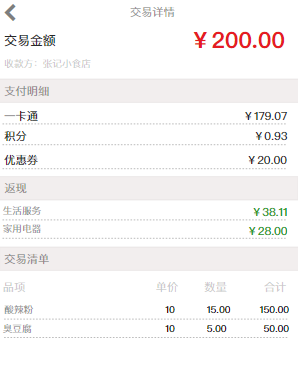 交易详情
交易金额 ￥200.00
收款方：张记小食店
支付明细
一卡通 ￥179.07
积分 ￥0.93
优惠券 ￥20.00
返现
生活服务 ￥38.11
家用电器 ￥28.00
交易清单
品项 单价 数量 合计
酸辣粉 10 15.00 150.00
臭豆腐 10 5.00 50.00